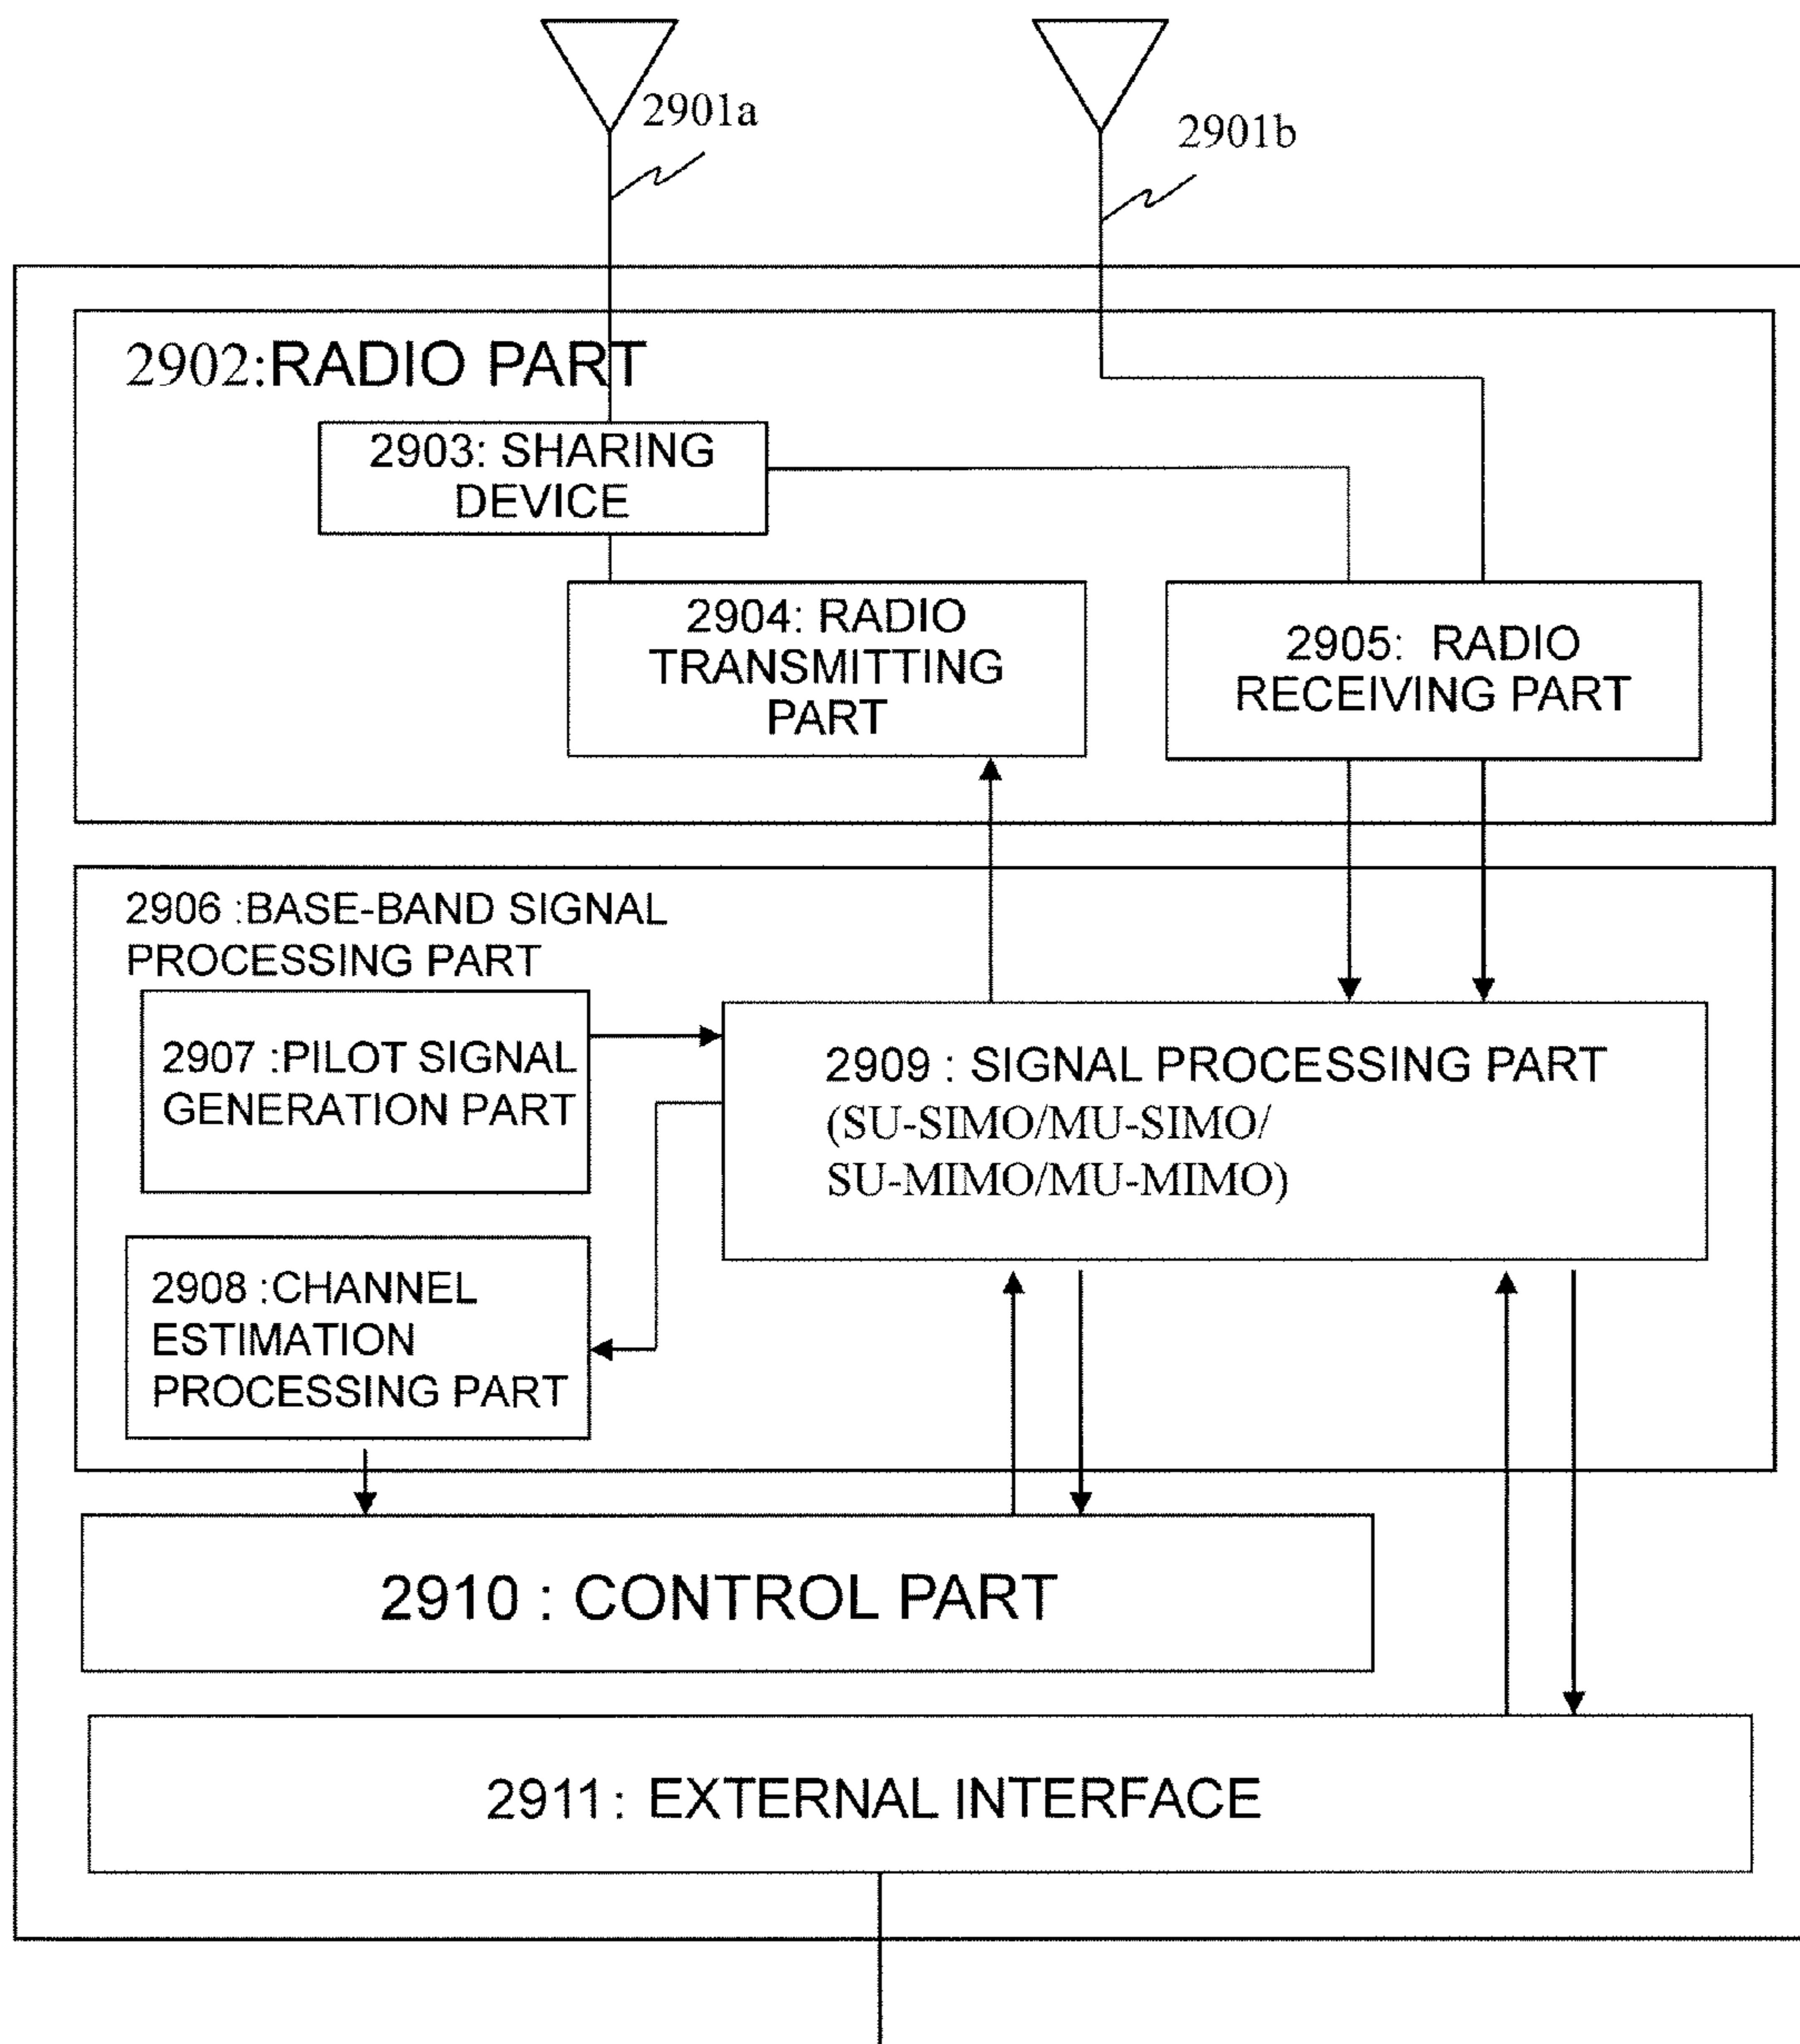 2901a
2901b
2902:RADIO PART
2903: SHARING
DEVICE
2904: RADIO
TRANSMITTING
PART
2905: RADIO
RECEIVING PART
2906 :BASE-BAND SIGNAL
PROCESSING PART
2907 :PILOT SIGNAL
GENERATION PART
2909 : SIGNAL PROCESSING PART
(SU-SIMO/MU-SIMO/
SU-MIMO/MU-MIMO)
2908 :CHANNEL
ESTIMATION
PROCESSING PART
2910 : CONTROL PART
2911 : EXTERNAL INTERFACE